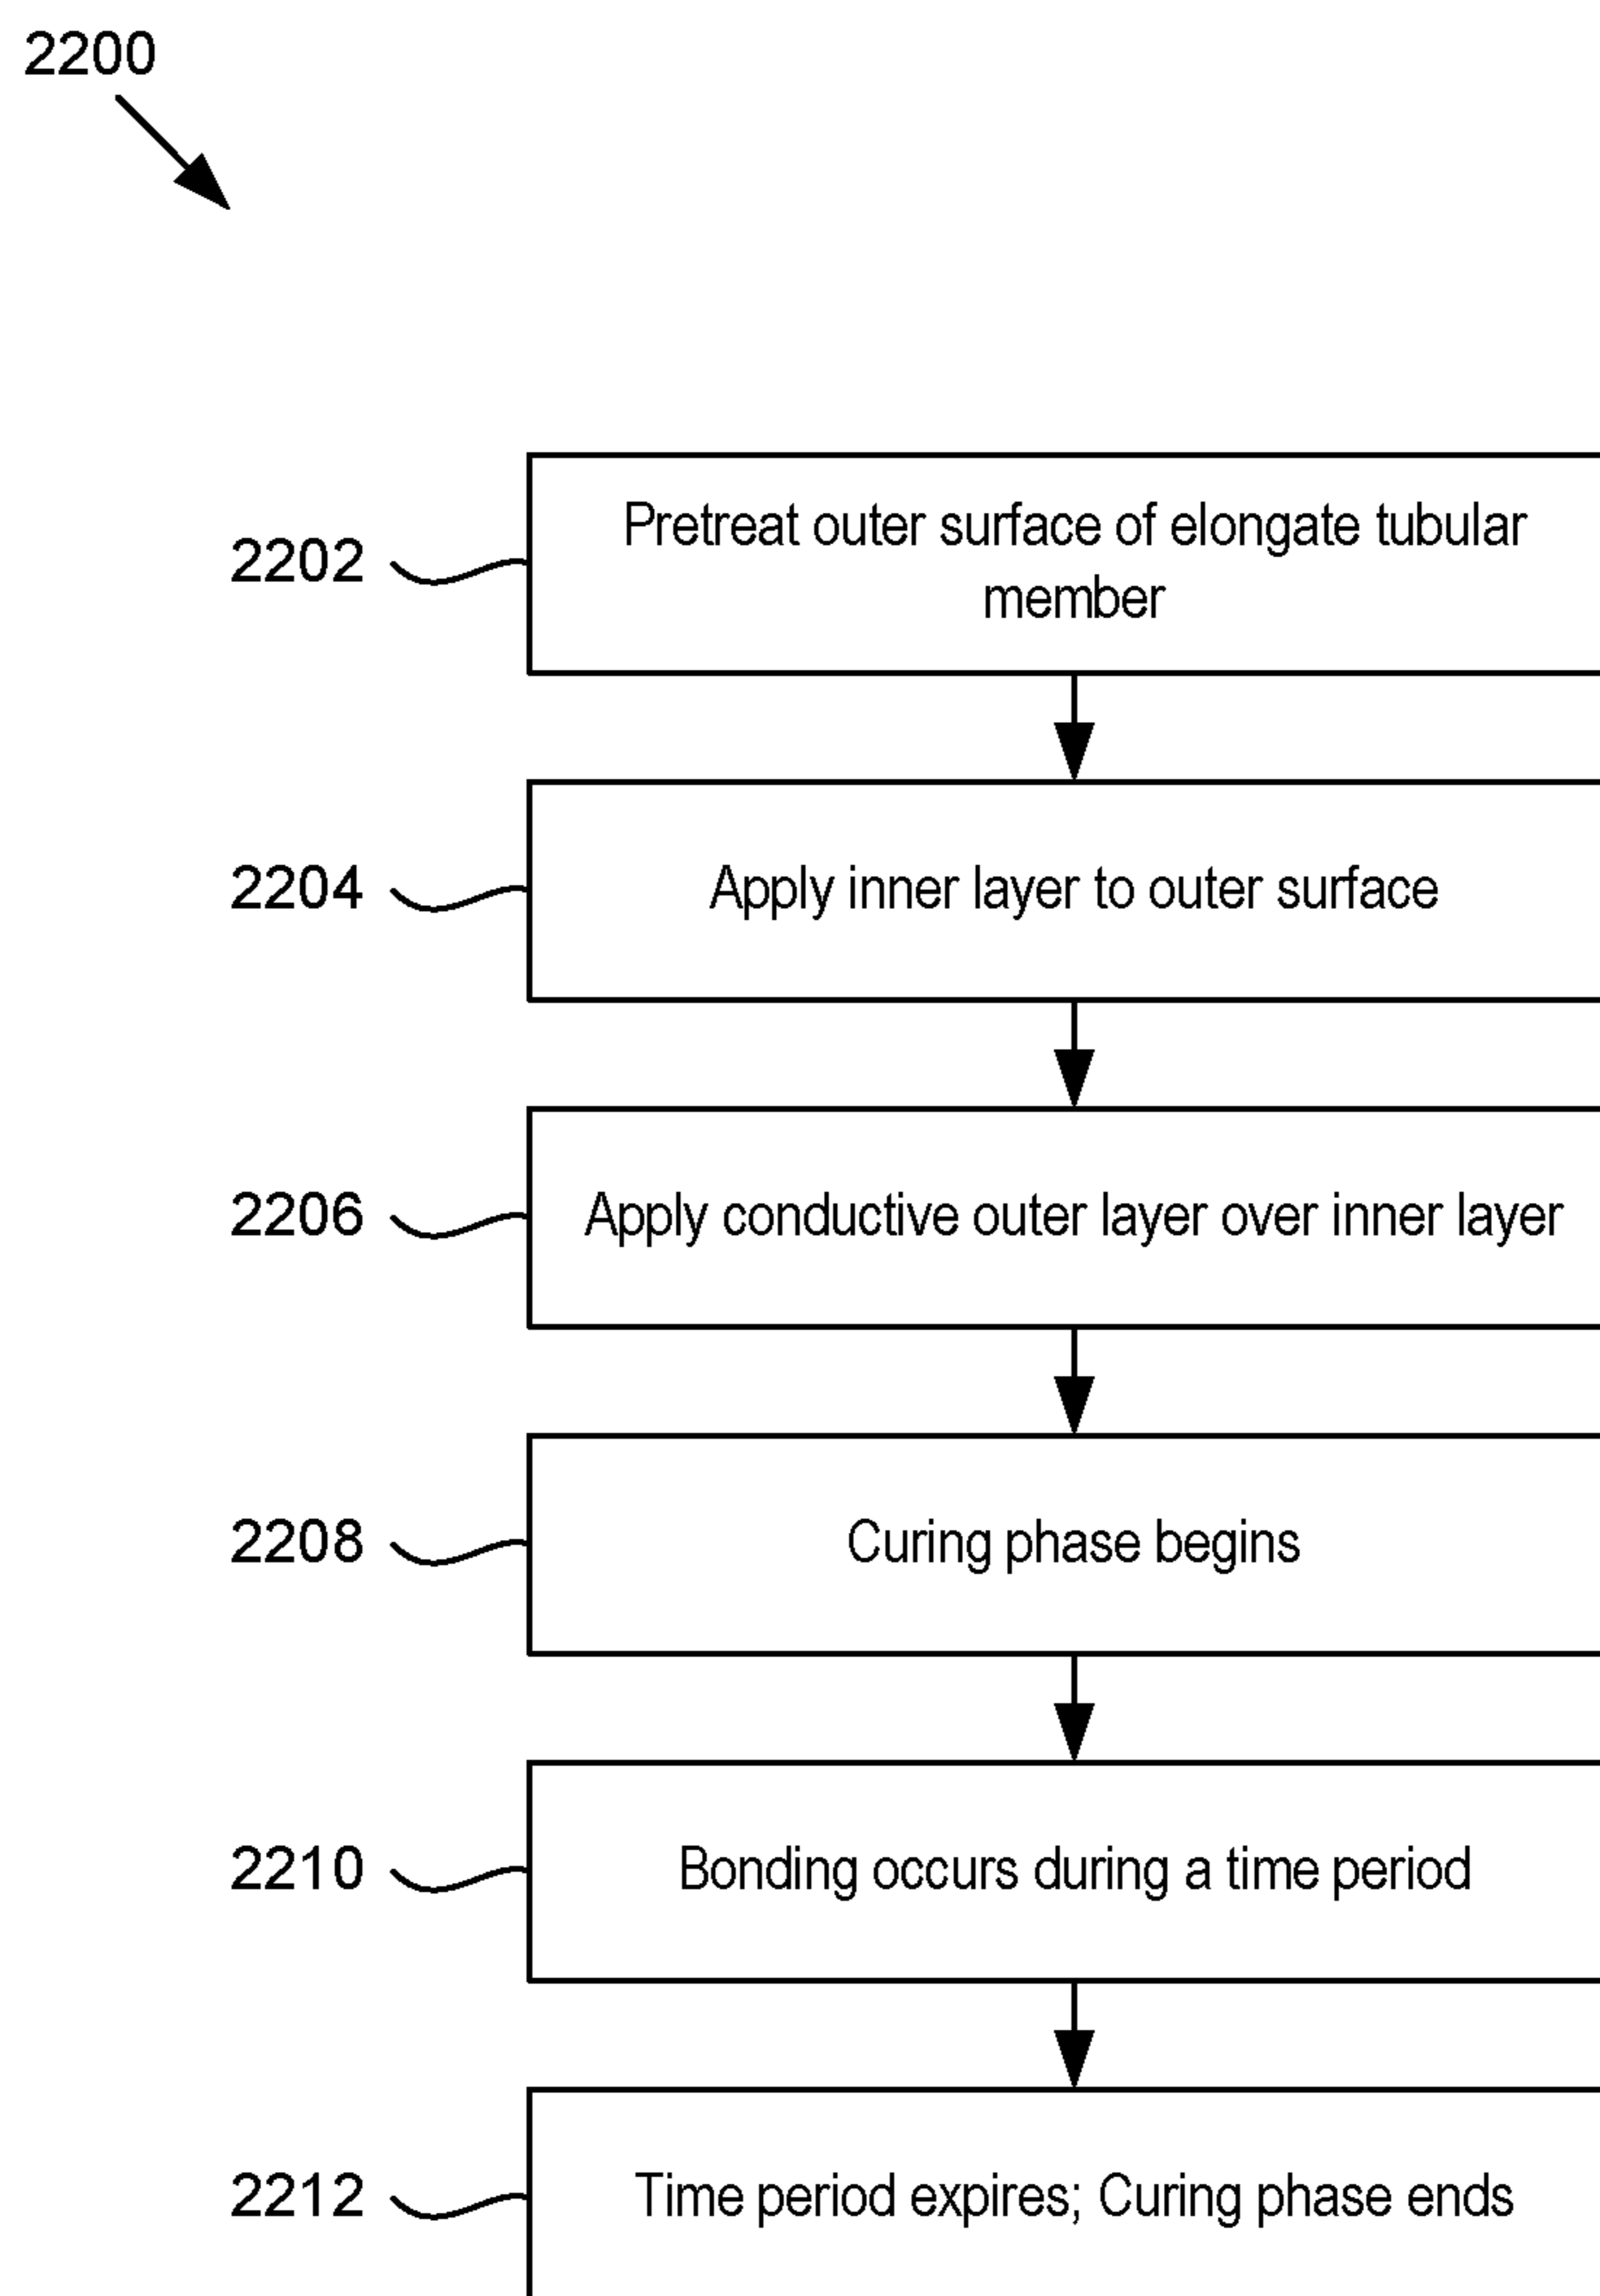 2200
2202
Pretreat outer surface of elongate tubular
member
2204
Apply inner layer to outer surface
2206
Apply conductive outer layer over inner layer
2208
Curing phase begins
2210
Bonding occurs during a time period
2212
Time period expires; Curing phase ends